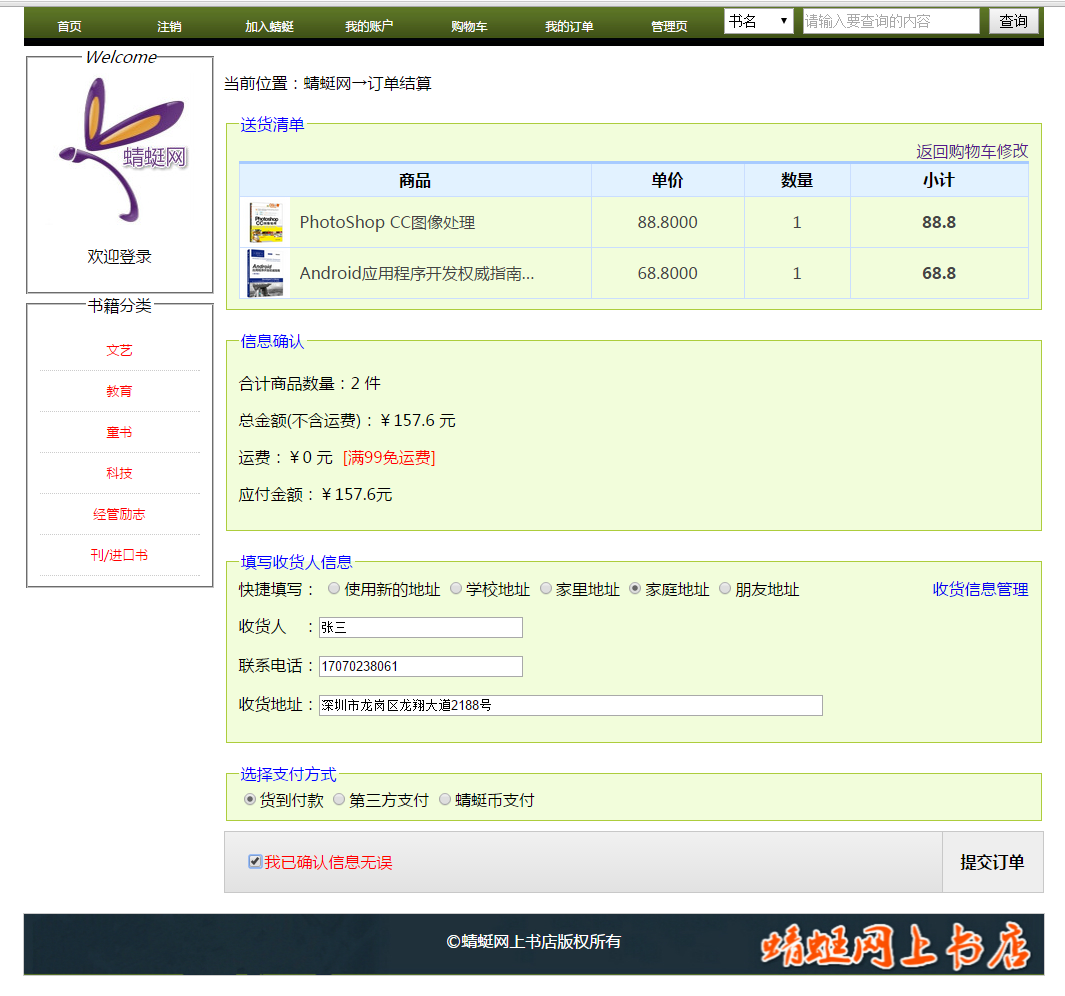 首页 注销 加入蜻蜓 我的账户 购物车 我的订单 管理页 书名 请输入要查询的内容 查询
Welcome
蜻蜓网
欢迎登录
书籍分类
文艺
教育
童书
科技
经管励志
刊/进口书
当前位置：蜻蜓网→订单结算
送货清单
返回购物车修改
商品 单价 数量 小计
PhotoShop CC图像处理 88.8000 1 88.8
Android应用程序开发权威指南... 68.8000 1 68.8
信息确认
合计商品数量：2 件
总金额(不含运费)：￥157.6 元
运费：￥0 元 [满99免运费]
应付金额：￥157.6元
填写收货人信息
快捷填写： 使用新的地址 学校地址 家里地址 家庭地址 朋友地址 收货信息管理
收货人 ：张三
联系电话：17070238061
收货地址：深圳市龙岗区龙翔大道2188号
选择支付方式
货到付款 第三方支付 蜻蜓币支付
我已确认信息无误 提交订单
©蜻蜓网上书店版权所有
蜻蜓网上书店